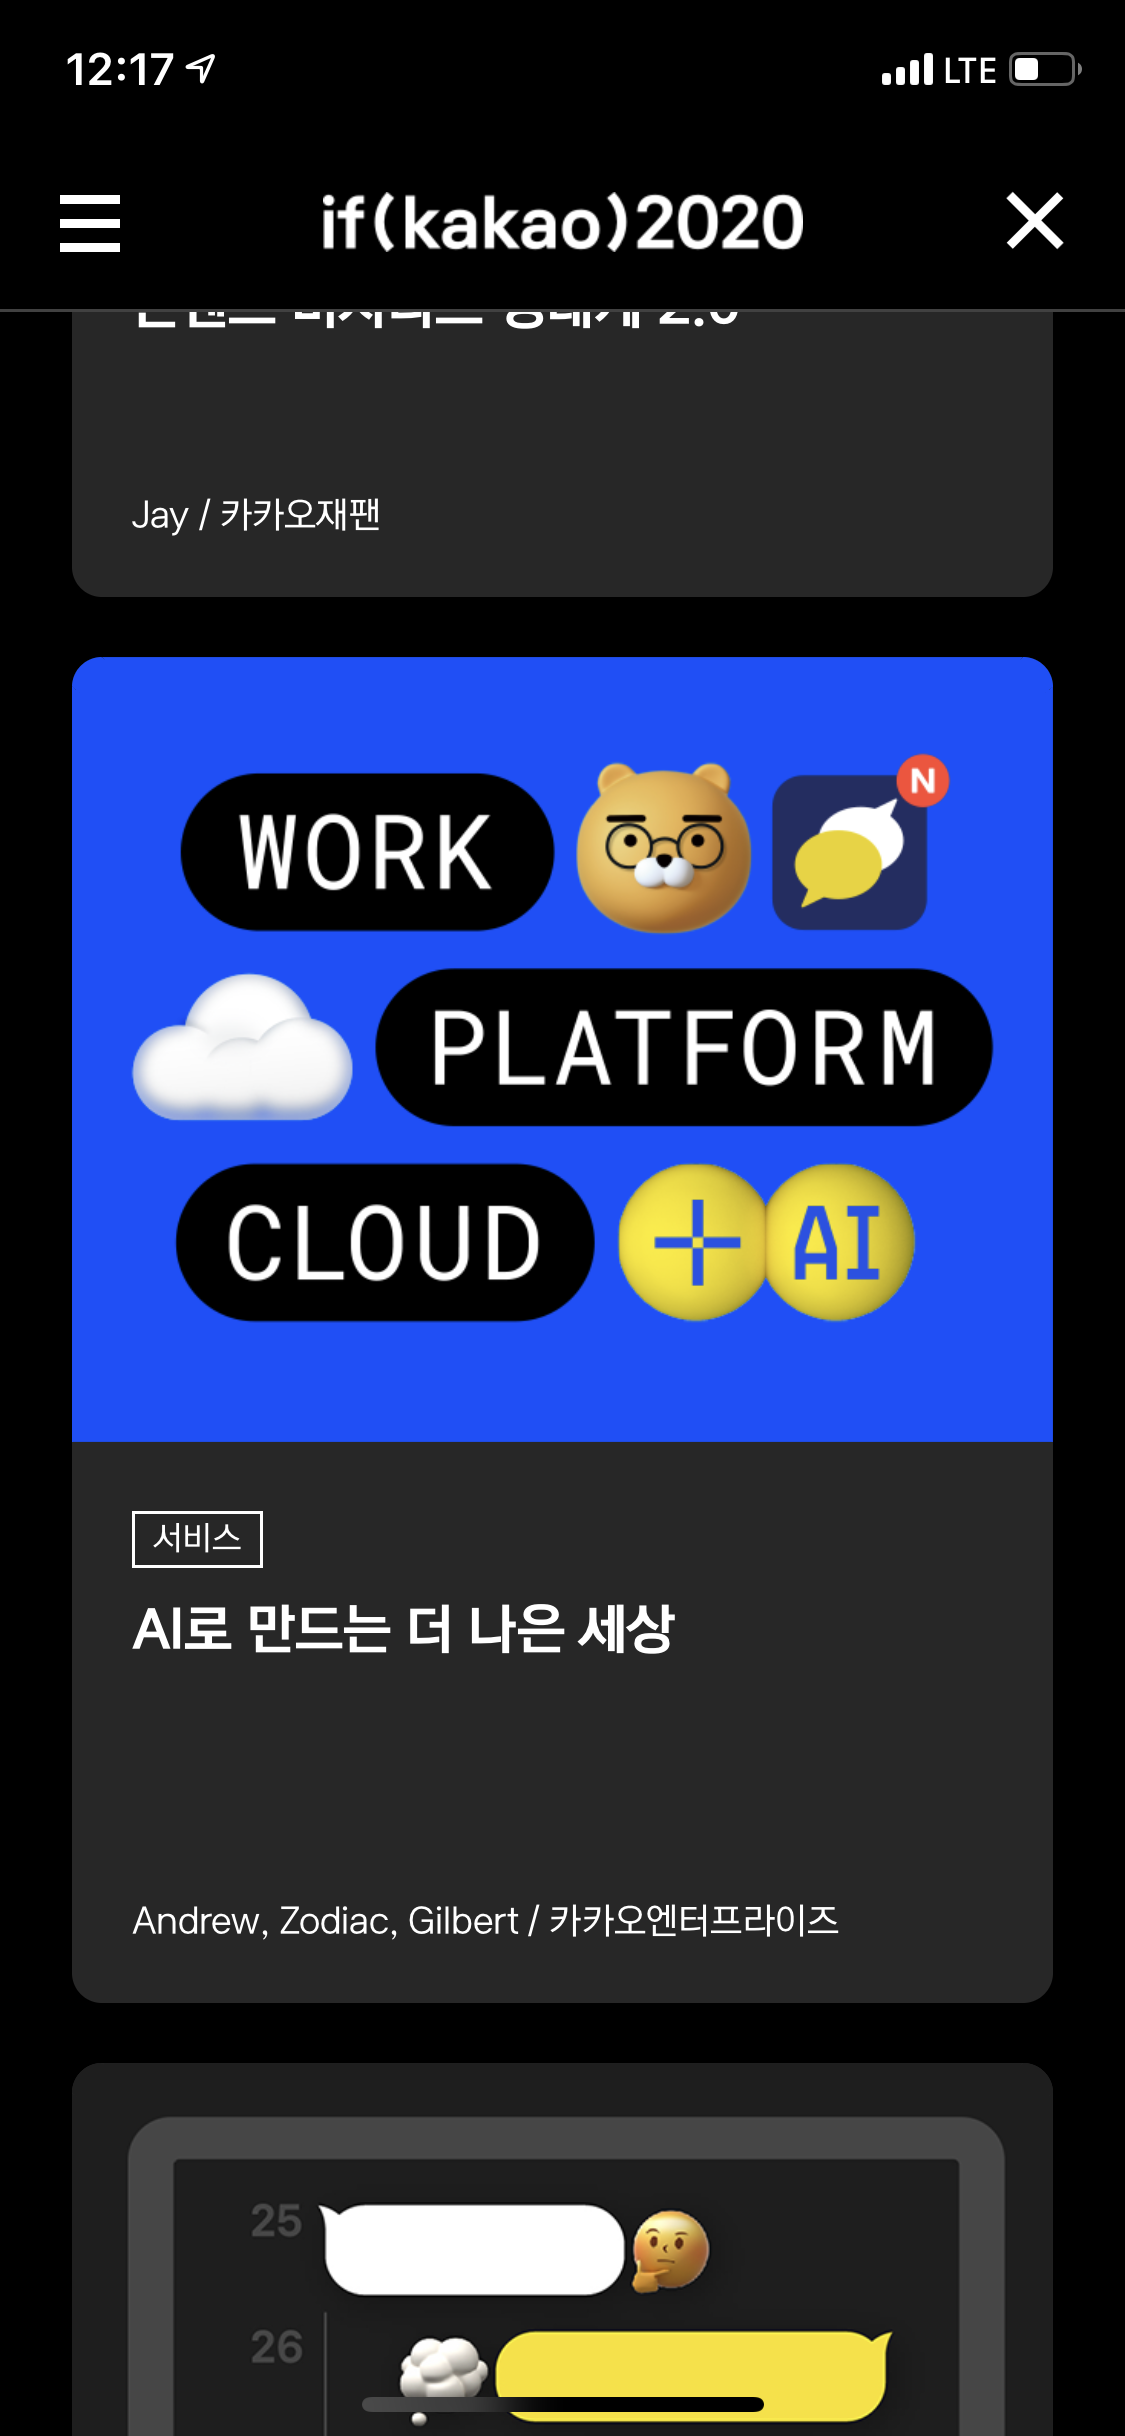 12:17
LTE
if(kakao)2020
Jay / 카카오재팬
WORK
N
PLATFORM
CLOUD
AI
서비스
AI로 만드는 더 나은 세상
Andrew, Zodiac, Gilbert / 카카오엔터프라이즈
25
26